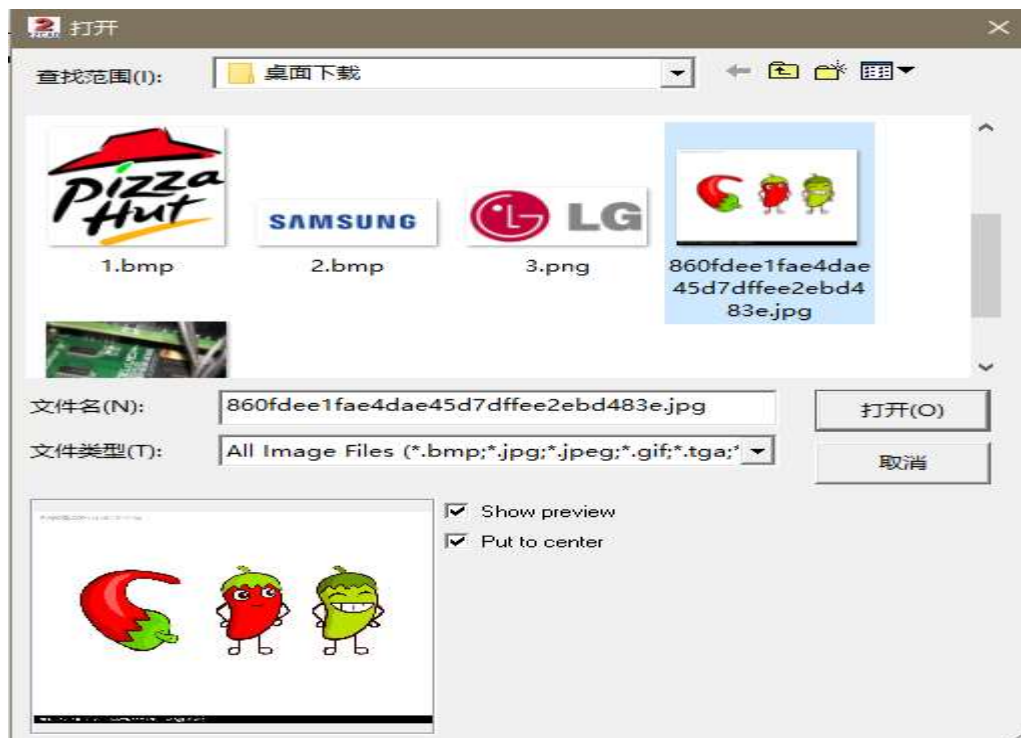 打开
查找范围(I):
桌面下载
Pizza
Hut
SAMSUNG
LG
1.bmp
2.bmp
3.png
860fdee1fae4dae
45d7dffee2ebd4
83e.jpg
文件名(N):
860fdee1fae4dae45d7dffee2ebd483e.jpg
打开(O)
文件类型(T):
All Image Files (*.bmp;*.jpg;*.jpeg;*.gif;*.tga;*
取消
Show preview
Put to center